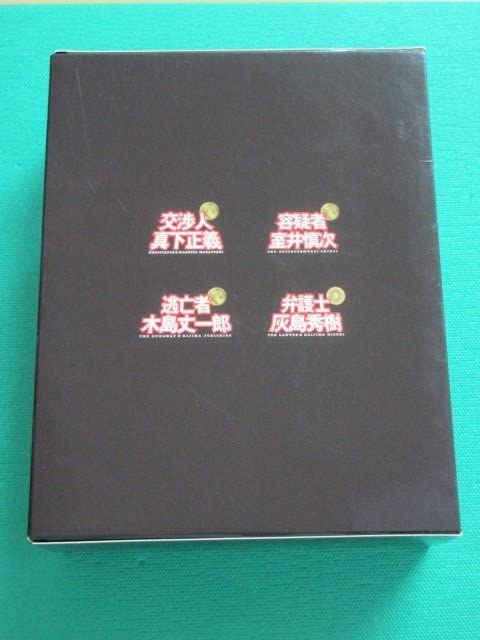 交渉人
真下正義
容疑者
室井慎次
逃亡者
木島丈一郎
弁護士
灰島秀樹